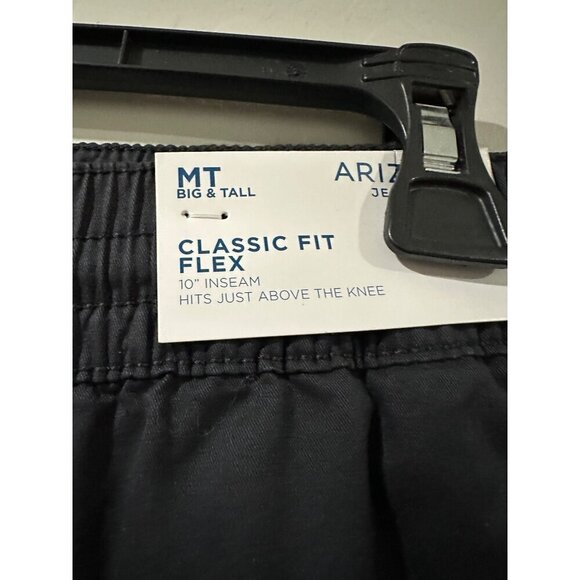 MT
BIG & TALL
ARIZ
JE
CLASSIC FIT
FLEX
10" INSEAM
HITS JUST ABOVE THE KNEE